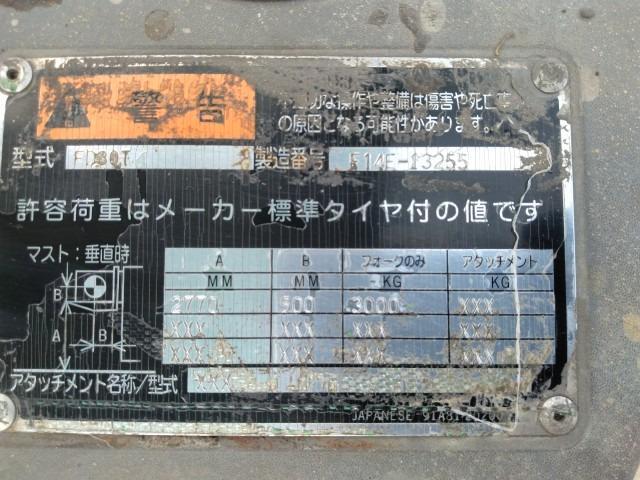 警告
な操作や整備は傷害や死亡事
の原因となる可能性があります。
型式 FD30T 製造番号 F14E-13255
許容荷重はメーカー標準タイヤ付の値です
マスト：垂直時
A B フォークのみ アタッチメント
MM MM KG KG
2770 500 3000 XXX
XXX XXX XXX XXX
XXX XXX XXX XXX
B
A B
アタッチメント名称/型式 XXX
JAPANESE